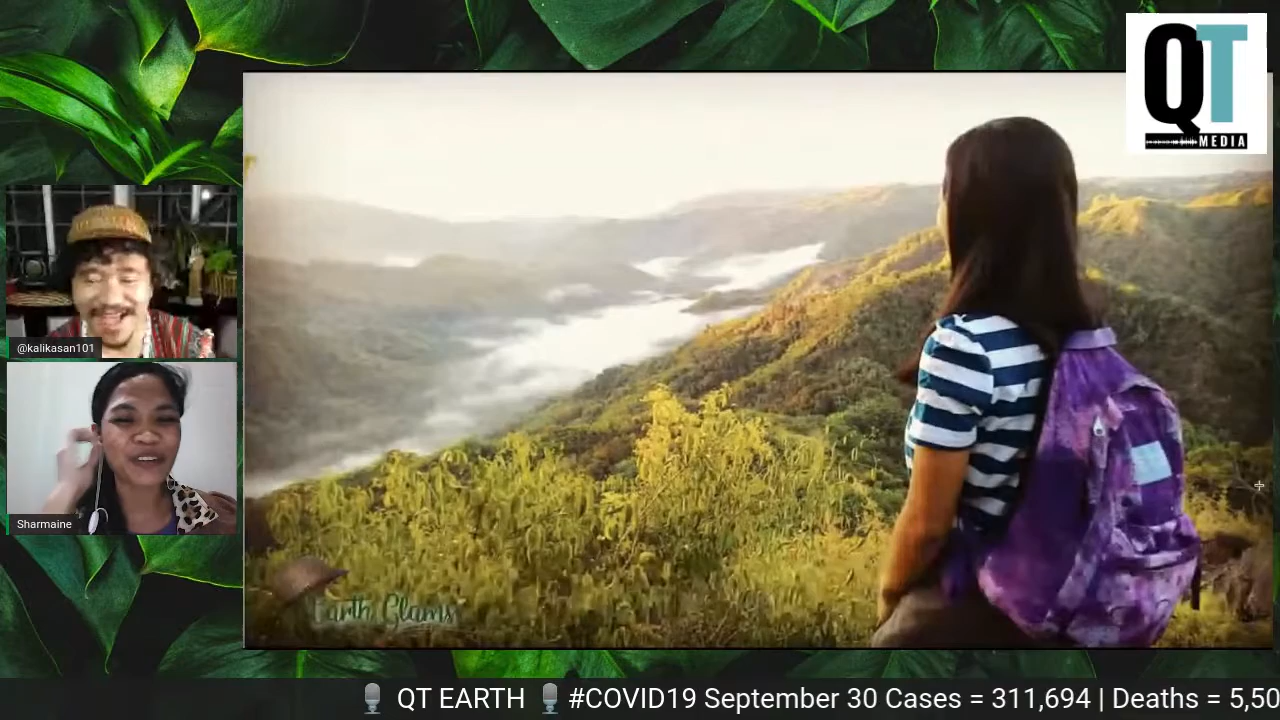 QT
MEDIA
@kalikasan101
Sharmaine
Earth Glams
QT EARTH #COVID19 September 30 Cases = 311,694 | Deaths = 5,50